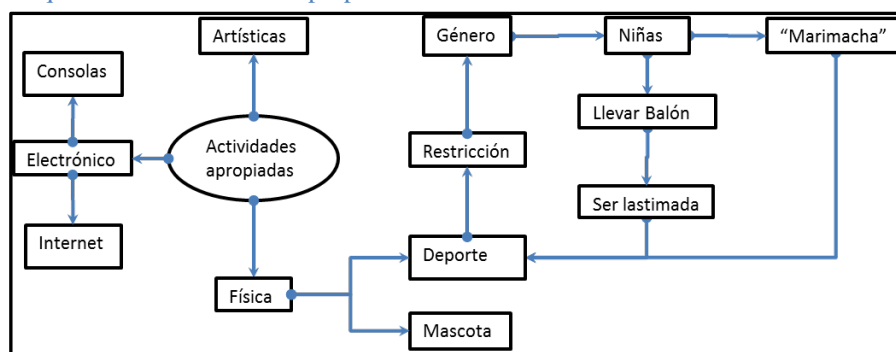 Artísticas
Género
Niñas
“Marimacha”
Consolas
Llevar Balón
Actividades
apropiadas
Restricción
Electrónico
Ser lastimada
Internet
Deporte
Física
Mascota